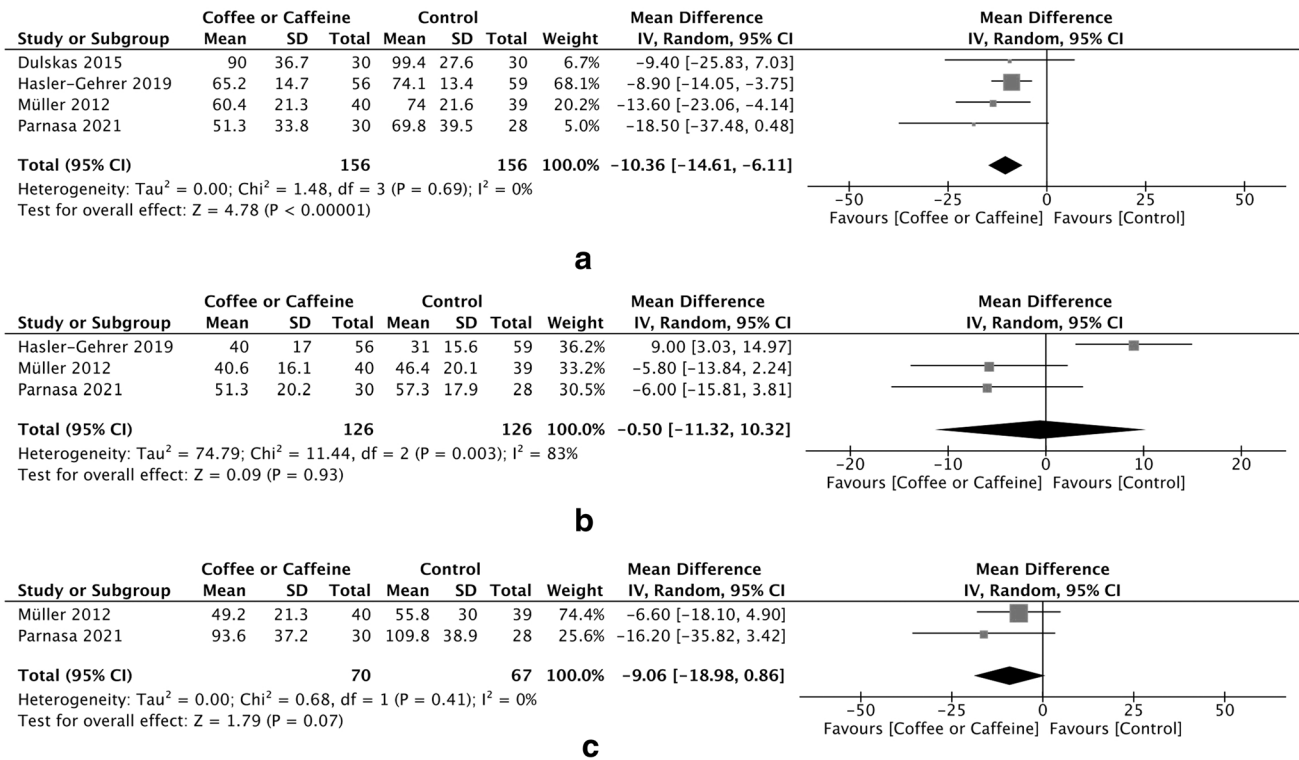 Coffee or Caffeine Control Mean Difference Mean Difference
Study or Subgroup Mean SD Total Mean SD Total Weight IV, Random, 95% CI IV, Random, 95% CI
Dulskas 2015 90 36.7 30 99.4 27.6 30 6.7% −9.40 [−25.83, 7.03]
Hasler-Gehrer 2019 65.2 14.7 56 74.1 13.4 59 68.1% −8.90 [−14.05, −3.75]
Müller 2012 60.4 21.3 40 74 21.6 39 20.2% −13.60 [−23.06, −4.14]
Parnasa 2021 51.3 33.8 30 69.8 39.5 28 5.0% −18.50 [−37.48, 0.48]
Total (95% CI) 156 156 100.0% −10.36 [−14.61, −6.11]
Heterogeneity: Tau² = 0.00; Chi² = 1.48, df = 3 (P = 0.69); I² = 0%
Test for overall effect: Z = 4.78 (P < 0.00001)
−50 −25 0 25 50
Favours [Coffee or Caffeine] Favours [Control]
a
Coffee or Caffeine Control Mean Difference Mean Difference
Study or Subgroup Mean SD Total Mean SD Total Weight IV, Random, 95% CI IV, Random, 95% CI
Hasler-Gehrer 2019 40 17 56 31 15.6 59 36.2% 9.00 [3.03, 14.97]
Müller 2012 40.6 16.1 40 46.4 20.1 39 33.2% −5.80 [−13.84, 2.24]
Parnasa 2021 51.3 20.2 30 57.3 17.9 28 30.5% −6.00 [−15.81, 3.81]
Total (95% CI) 126 126 100.0% −0.50 [−11.32, 10.32]
Heterogeneity: Tau² = 74.79; Chi² = 11.44, df = 2 (P = 0.003); I² = 83%
Test for overall effect: Z = 0.09 (P = 0.93)
−20 −10 0 10 20
Favours [Coffee or Caffeine] Favours [Control]
b
Coffee or Caffeine Control Mean Difference Mean Difference
Study or Subgroup Mean SD Total Mean SD Total Weight IV, Random, 95% CI IV, Random, 95% CI
Müller 2012 49.2 21.3 40 55.8 30 39 74.4% −6.60 [−18.10, 4.90]
Parnasa 2021 93.6 37.2 30 109.8 38.9 28 25.6% −16.20 [−35.82, 3.42]
Total (95% CI) 70 67 100.0% −9.06 [−18.98, 0.86]
Heterogeneity: Tau² = 0.00; Chi² = 0.68, df = 1 (P = 0.41); I² = 0%
Test for overall effect: Z = 1.79 (P = 0.07)
−50 −25 0 25 50
Favours [Coffee or Caffeine] Favours [Control]
c